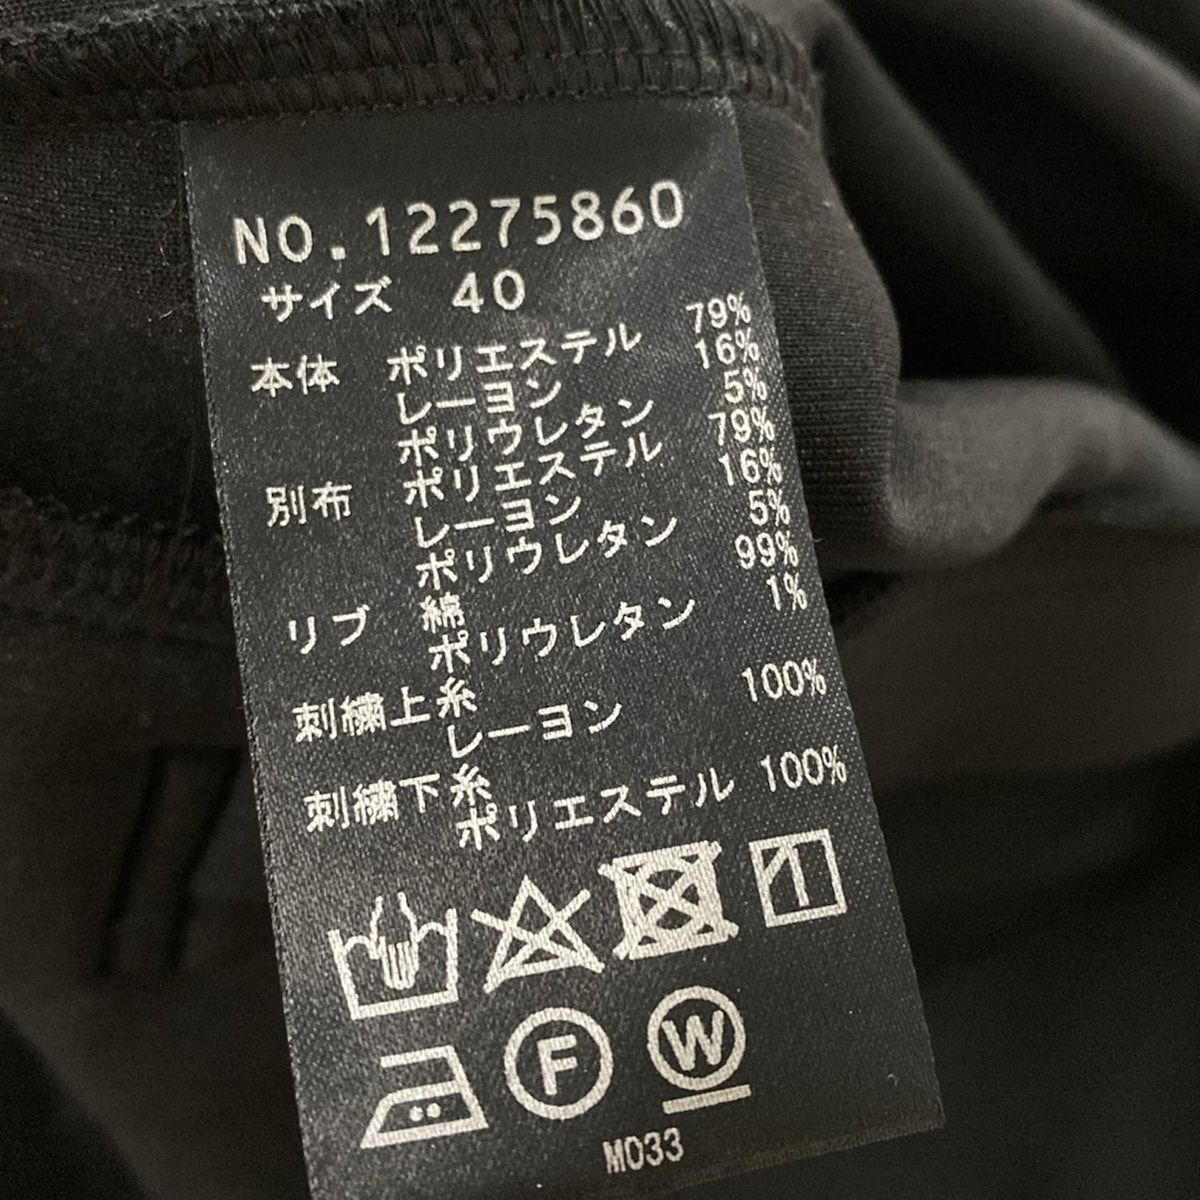 NO.12275860
サイズ 40
本体 ポリエステル 79%
レーヨン 16%
ポリウレタン 5%
別布 ポリエステル 79%
レーヨン 16%
ポリウレタン 5%
リブ 綿 99%
ポリウレタン 1%
刺繍上糸
レーヨン 100%
刺繍下糸
ポリエステル 100%
F W
M033